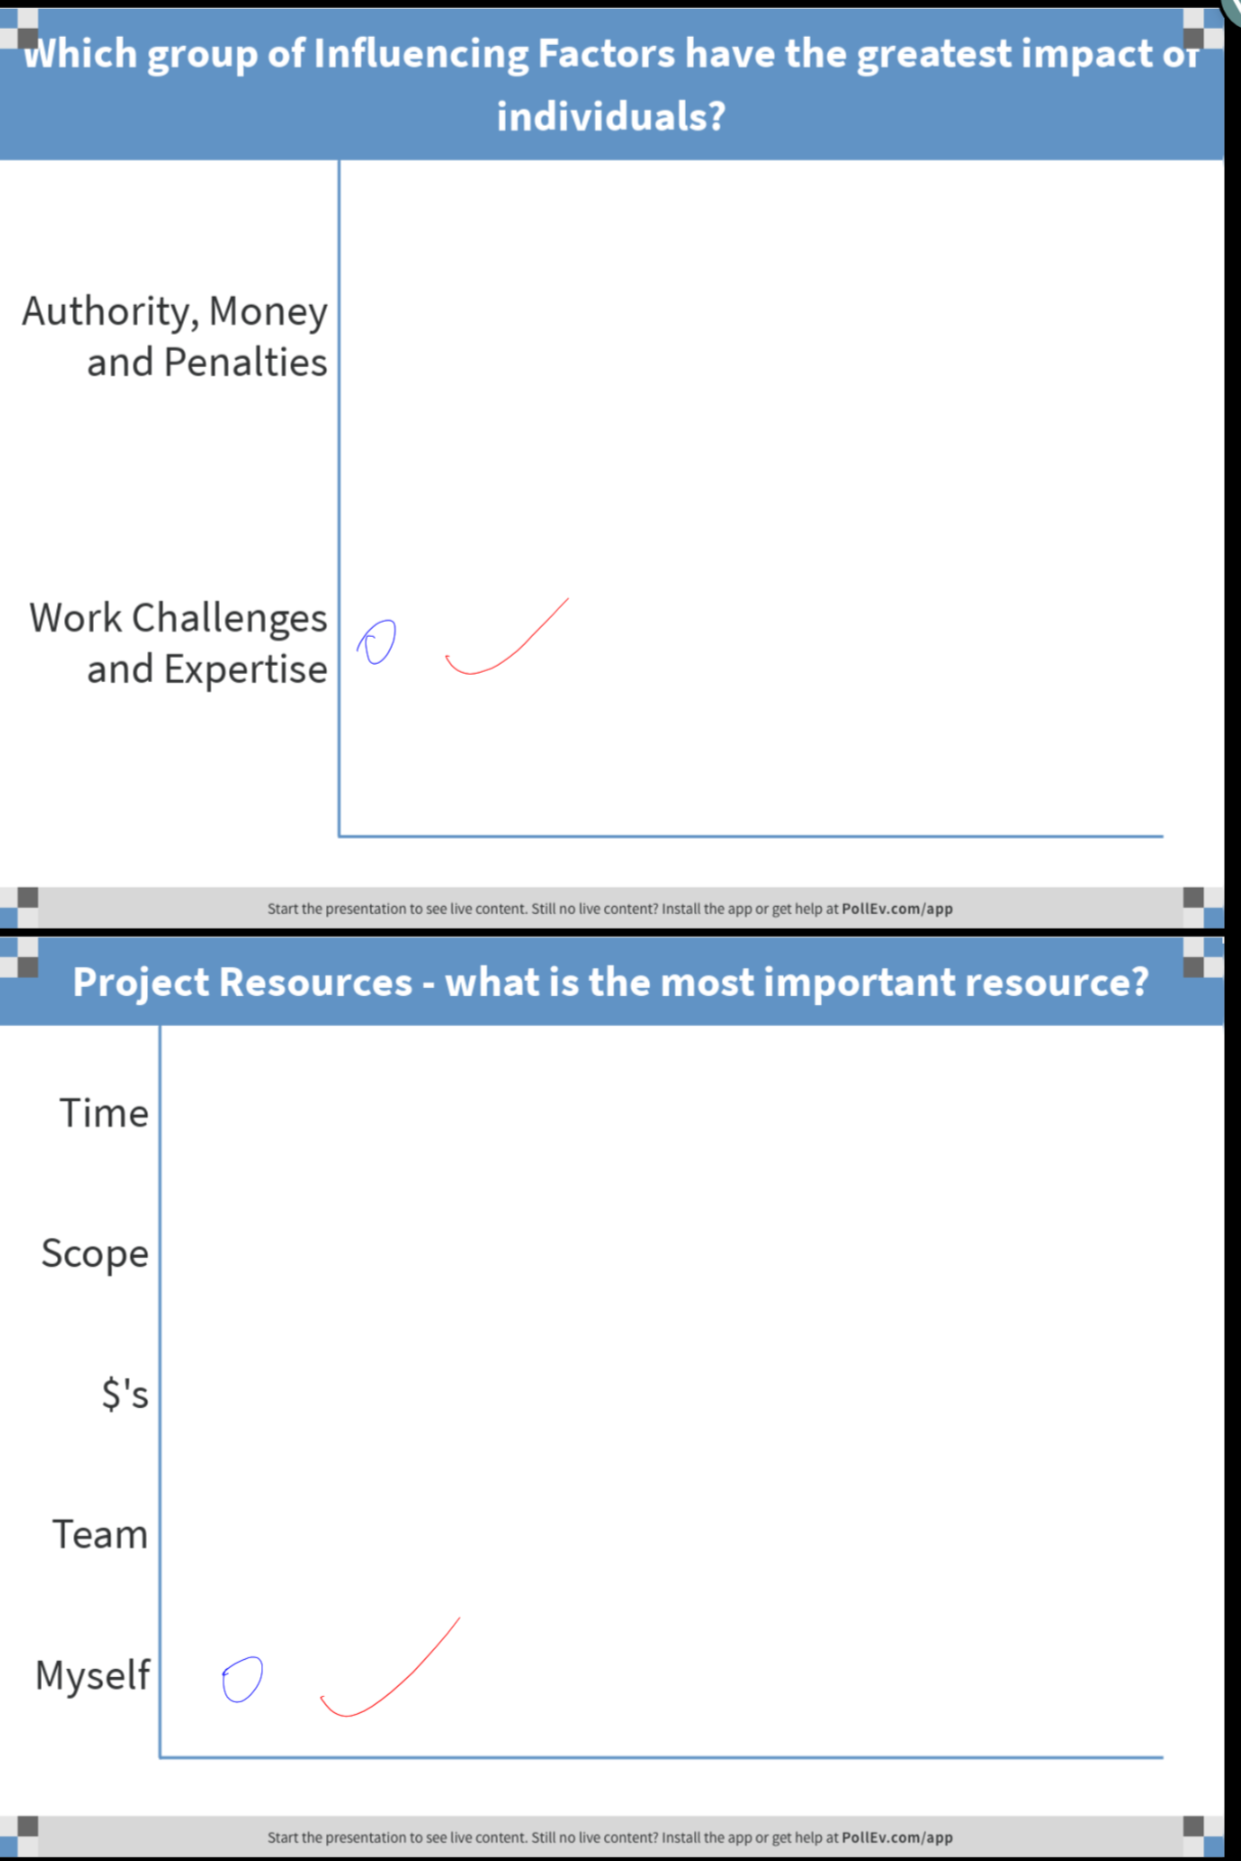 Which group of Influencing Factors have the greatest impact of
individuals?
Authority, Money
and Penalties
Work Challenges
and Expertise
Start the presentation to see live content. Still no live content? Install the app or get help at PollEv.com/app
Project Resources - what is the most important resource?
Time
Scope
$'s
Team
Myself
Start the presentation to see live content. Still no live content? Install the app or get help at PollEv.com/app